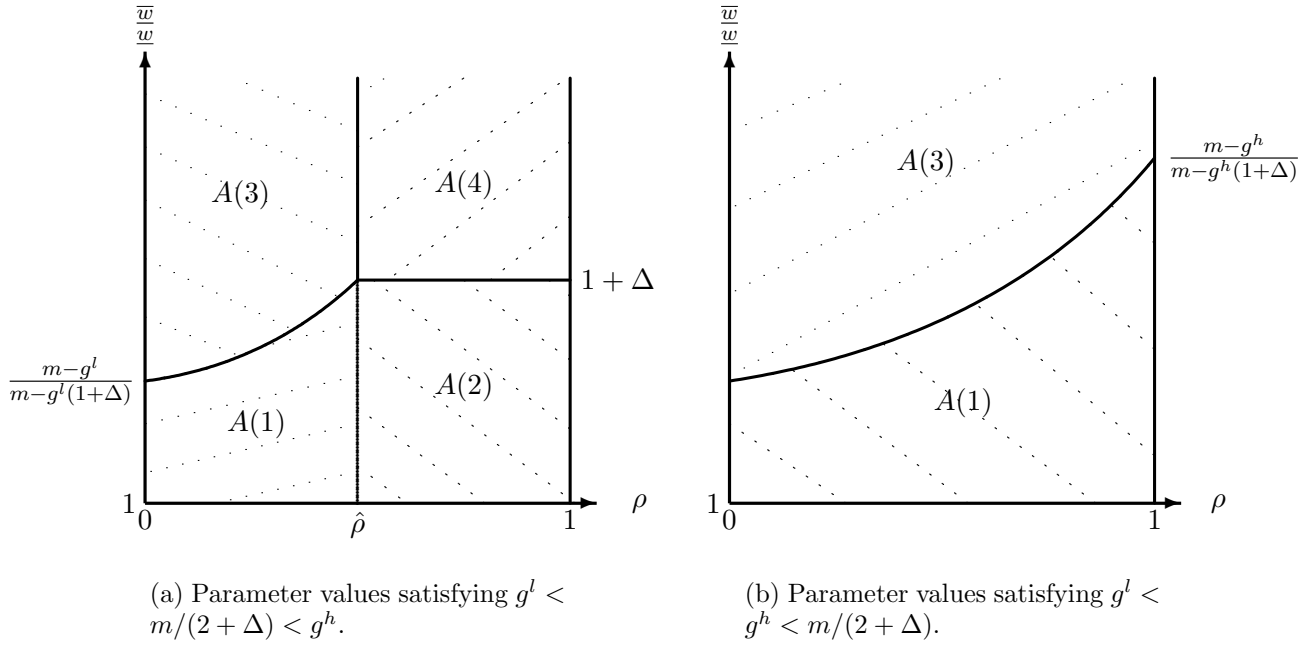 w̅/w̲
w̅/w̲
A(3)
A(4)
A(3)
(m−g^h)/(m−g^h(1+Δ))
1 + Δ
(m−g^l)/(m−g^l(1+Δ))
A(1)
A(2)
A(1)
1
ρ
1
ρ
0
ρ̂
1
0
1
(a) Parameter values satisfying g^l <
m/(2 + Δ) < g^h.
(b) Parameter values satisfying g^l <
g^h < m/(2 + Δ).